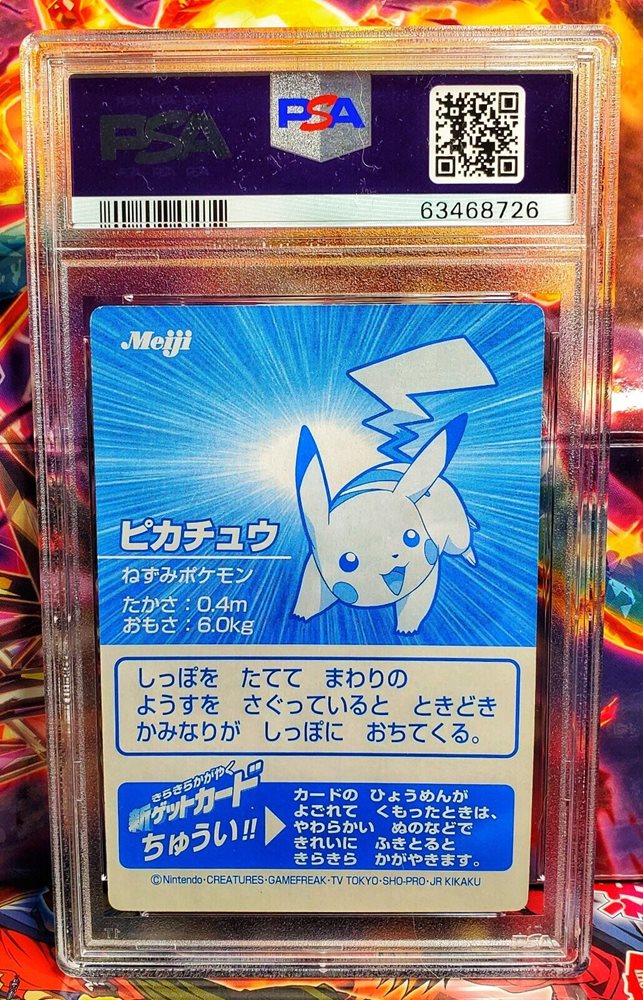 PSA
PSA
63468726
Meiji
ピカチュウ
ねずみポケモン
たかさ：0.4m
おもさ：6.0kg
しっぽを たてて まわりの
ようすを さぐっていると ときどき
かみなりが しっぽに おちてくる。
きらきらかがやく
新ゲットカード
ちゅうい!!
カードの ひょうめんが
よごれて くもったときは、
やわらかい ぬのなどで
きれいに ふきとると
きらきら かがやきます。
©Nintendo・CREATURES・GAMEFREAK・TV TOKYO・SHO-PRO・JR KIKAKU
PSA